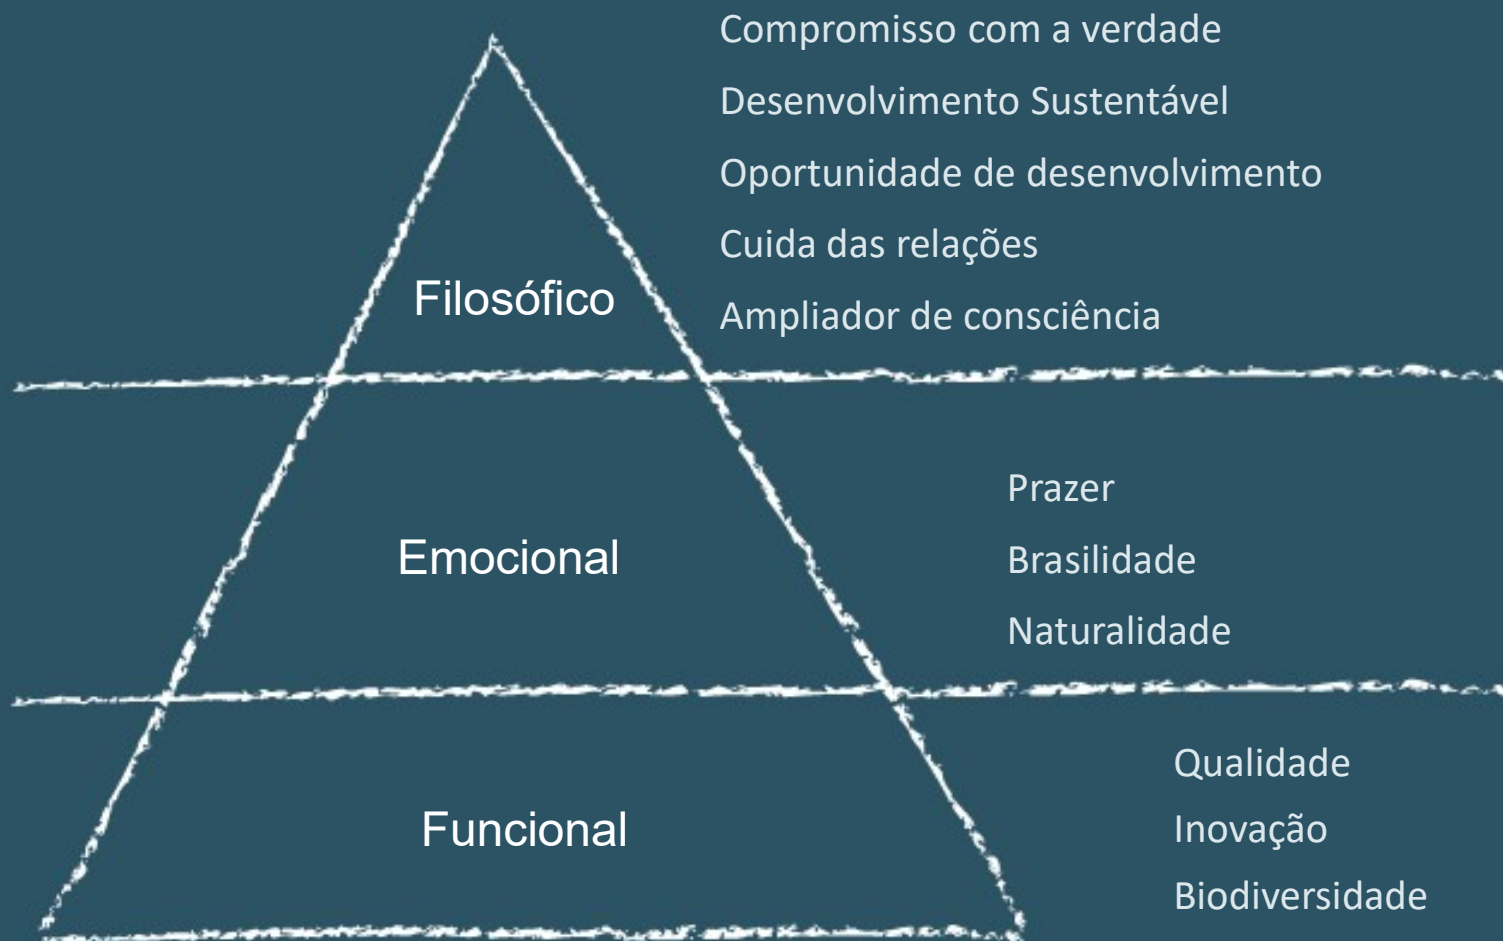 Compromisso com a verdade
Desenvolvimento Sustentável
Oportunidade de desenvolvimento
Cuida das relações
Ampliador de consciência
Filosófico
Prazer
Brasilidade
Naturalidade
Emocional
Qualidade
Inovação
Biodiversidade
Funcional